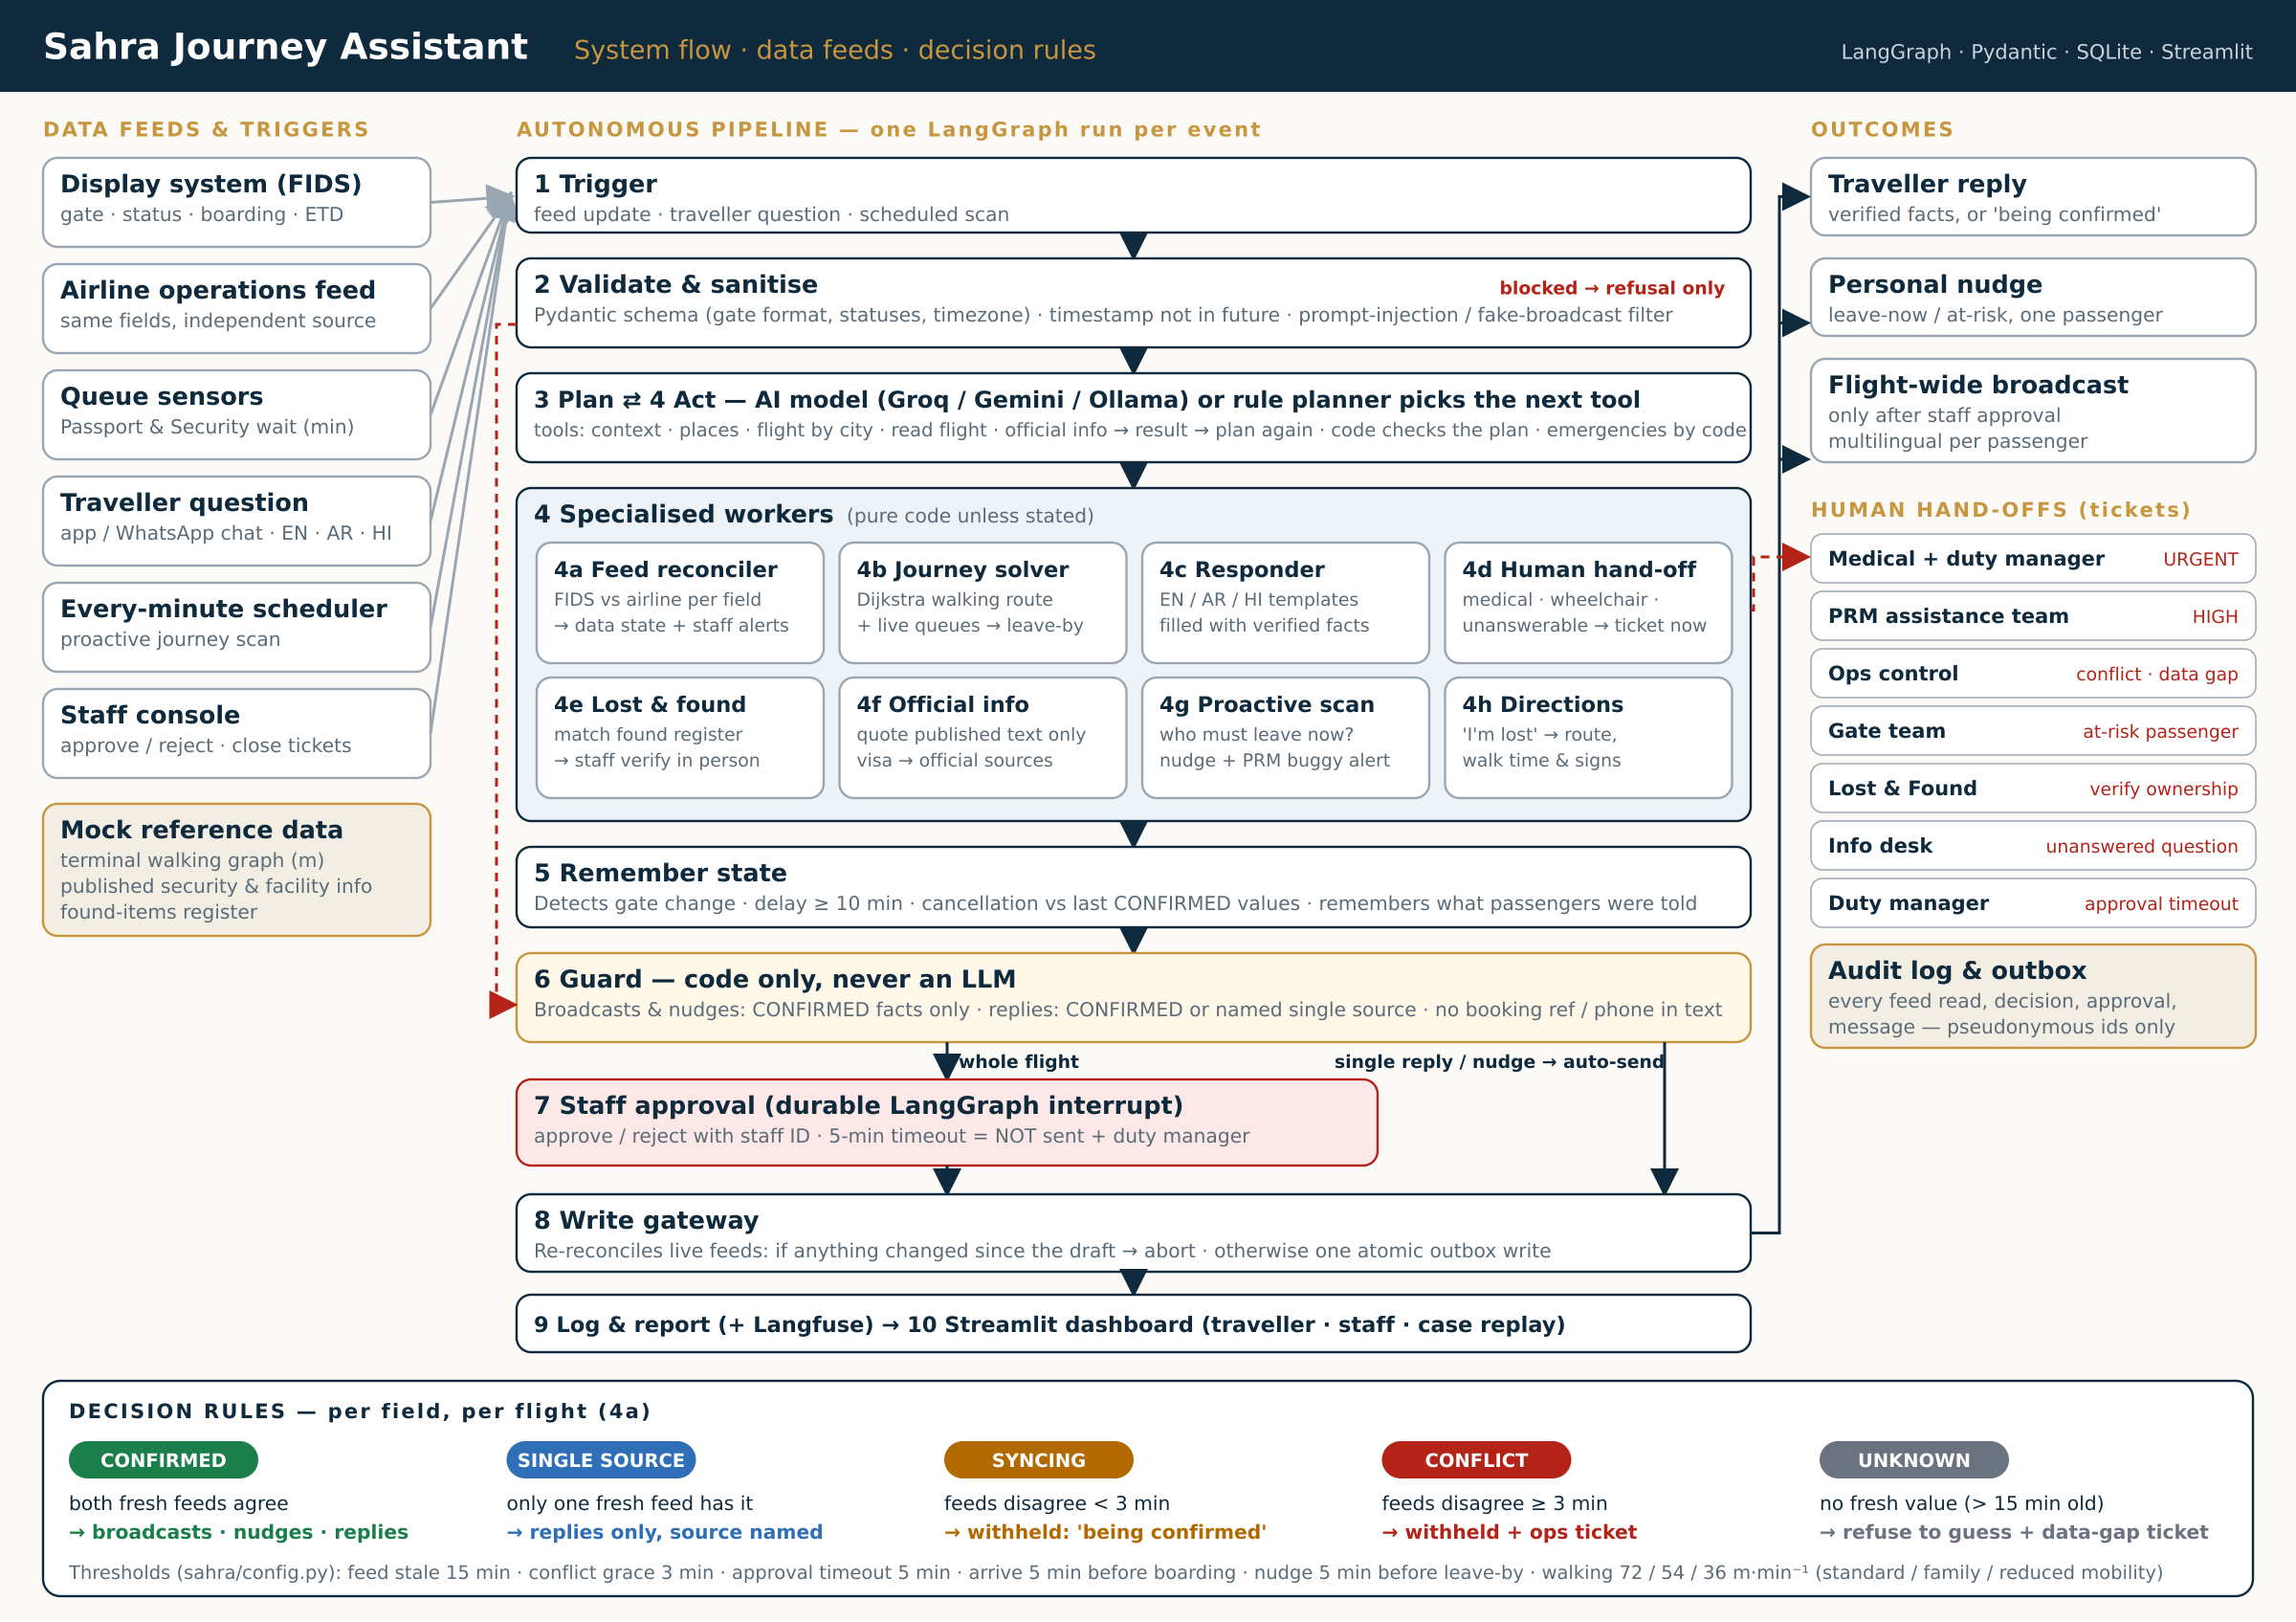 Sahra Journey Assistant
System flow · data feeds · decision rules
LangGraph · Pydantic · SQLite · Streamlit
DATA FEEDS & TRIGGERS
Display system (FIDS)
gate · status · boarding · ETD
Airline operations feed
same fields, independent source
Queue sensors
Passport & Security wait (min)
Traveller question
app / WhatsApp chat · EN · AR · HI
Every-minute scheduler
proactive journey scan
Staff console
approve / reject · close tickets
Mock reference data
terminal walking graph (m)
published security & facility info
found-items register
AUTONOMOUS PIPELINE — one LangGraph run per event
1 Trigger
feed update · traveller question · scheduled scan
2 Validate & sanitise
blocked → refusal only
Pydantic schema (gate format, statuses, timezone) · timestamp not in future · prompt-injection / fake-broadcast filter
3 Plan ⇄ 4 Act — AI model (Groq / Gemini / Ollama) or rule planner picks the next tool
tools: context · places · flight by city · read flight · official info → result → plan again · code checks the plan · emergencies by code
4 Specialised workers (pure code unless stated)
4a Feed reconciler
FIDS vs airline per field
→ data state + staff alerts
4b Journey solver
Dijkstra walking route
+ live queues → leave-by
4c Responder
EN / AR / HI templates
filled with verified facts
4d Human hand-off
medical · wheelchair ·
unanswerable → ticket now
4e Lost & found
match found register
→ staff verify in person
4f Official info
quote published text only
visa → official sources
4g Proactive scan
who must leave now?
nudge + PRM buggy alert
4h Directions
'I'm lost' → route,
walk time & signs
5 Remember state
Detects gate change · delay ≥ 10 min · cancellation vs last CONFIRMED values · remembers what passengers were told
6 Guard — code only, never an LLM
Broadcasts & nudges: CONFIRMED facts only · replies: CONFIRMED or named single source · no booking ref / phone in text
whole flight
single reply / nudge → auto-send
7 Staff approval (durable LangGraph interrupt)
approve / reject with staff ID · 5-min timeout = NOT sent + duty manager
8 Write gateway
Re-reconciles live feeds: if anything changed since the draft → abort · otherwise one atomic outbox write
9 Log & report (+ Langfuse) → 10 Streamlit dashboard (traveller · staff · case replay)
OUTCOMES
Traveller reply
verified facts, or 'being confirmed'
Personal nudge
leave-now / at-risk, one passenger
Flight-wide broadcast
only after staff approval
multilingual per passenger
HUMAN HAND-OFFS (tickets)
Medical + duty manager URGENT
PRM assistance team HIGH
Ops control conflict · data gap
Gate team at-risk passenger
Lost & Found verify ownership
Info desk unanswered question
Duty manager approval timeout
Audit log & outbox
every feed read, decision, approval,
message — pseudonymous ids only
DECISION RULES — per field, per flight (4a)
CONFIRMED
both fresh feeds agree
→ broadcasts · nudges · replies
SINGLE SOURCE
only one fresh feed has it
→ replies only, source named
SYNCING
feeds disagree < 3 min
→ withheld: 'being confirmed'
CONFLICT
feeds disagree ≥ 3 min
→ withheld + ops ticket
UNKNOWN
no fresh value (> 15 min old)
→ refuse to guess + data-gap ticket
Thresholds (sahra/config.py): feed stale 15 min · conflict grace 3 min · approval timeout 5 min · arrive 5 min before boarding · nudge 5 min before leave-by · walking 72 / 54 / 36 m·min⁻¹ (standard / family / reduced mobility)